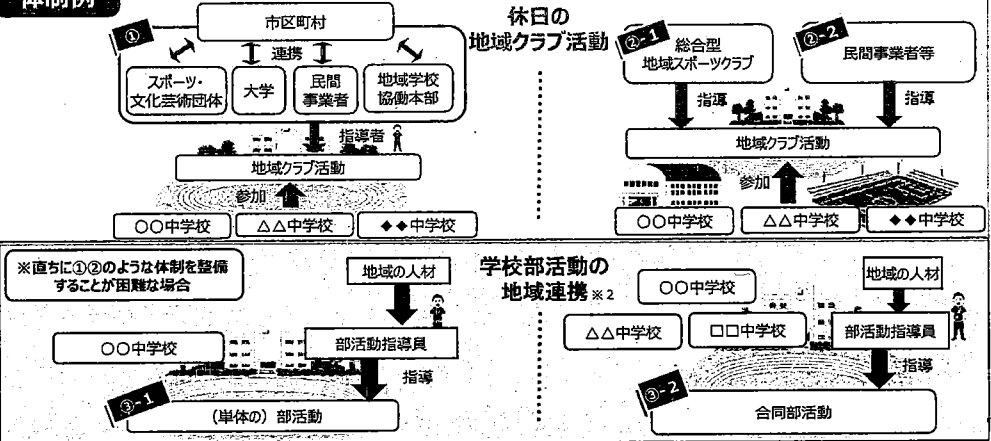 体制例
休日の
地域クラブ活動
①
市区町村
連携
スポーツ・
文化芸術団体
大学
民間
事業者
地域学校
協働本部
指導者
地域クラブ活動
参加
○○中学校
△△中学校
◆◆中学校
②-1
総合型
地域スポーツクラブ
②-2
民間事業者等
指導
指導
地域クラブ活動
参加
○○中学校
△△中学校
◆◆中学校
※直ちに①②のような体制を整備
することが困難な場合
学校部活動の
地域連携※2
地域の人材
○○中学校
部活動指導員
指導
③-1
(単体の) 部活動
○○中学校
地域の人材
△△中学校
□□中学校
部活動指導員
指導
③-2
合同部活動